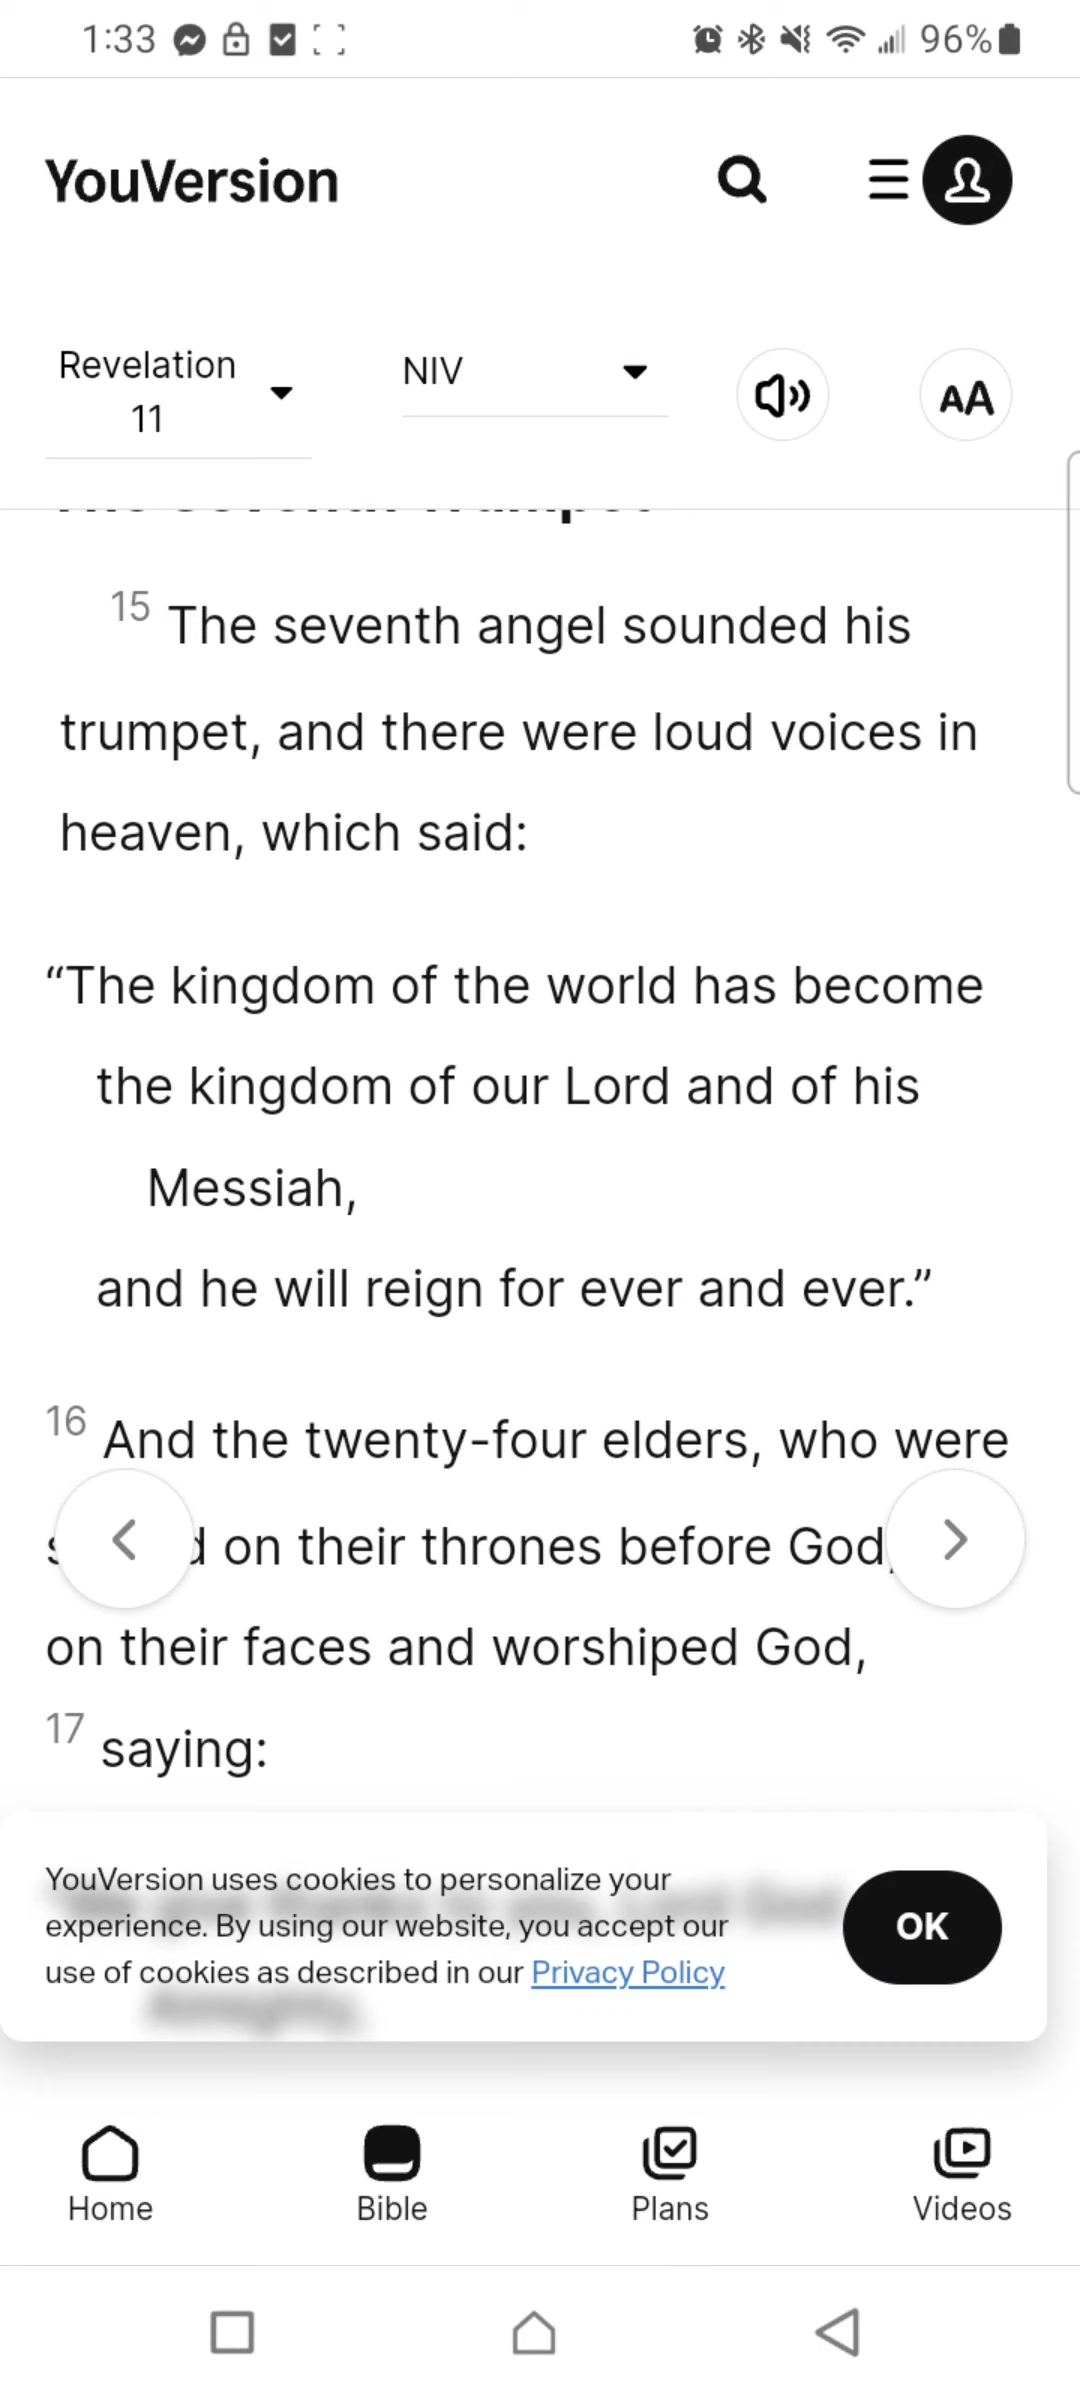 1:33 96%
YouVersion
Revelation 11
NIV
AA
The Seventh Trumpet
15 The seventh angel sounded his
trumpet, and there were loud voices in
heaven, which said:
“The kingdom of the world has become
the kingdom of our Lord and of his
Messiah,
and he will reign for ever and ever.”
16 And the twenty-four elders, who were
on their thrones before God,
on their faces and worshiped God,
17 saying:
YouVersion uses cookies to personalize your
experience. By using our website, you accept our
use of cookies as described in our Privacy Policy
OK
Home
Bible
Plans
Videos